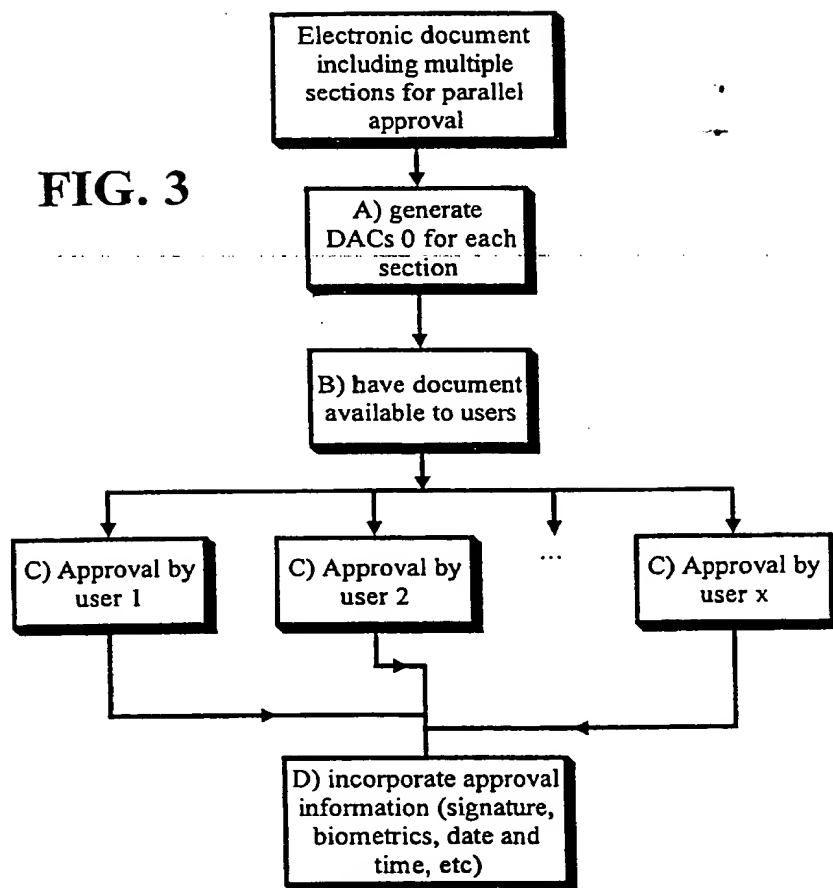 Electronic document
including multiple
sections for parallel
approval
FIG. 3
A) generate
DACs 0 for each
section
B) have document
available to users
C) Approval by
user 1
C) Approval by
user 2
...
C) Approval by
user x
D) incorporate approval
information (signature,
biometrics, date and
time, etc)